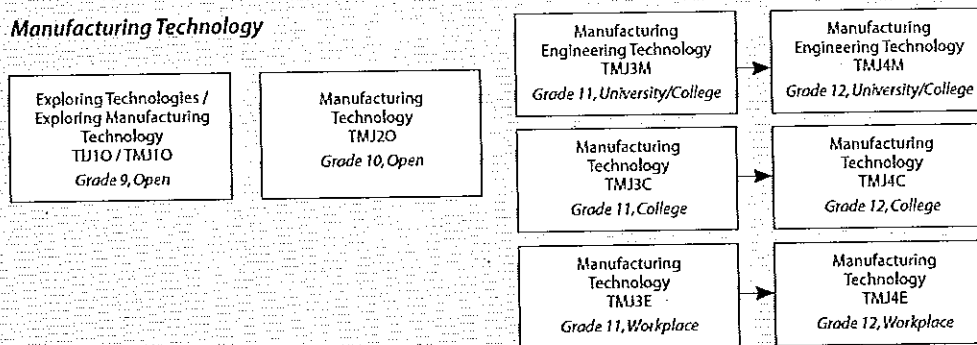 Manufacturing Technology
Exploring Technologies /
Exploring Manufacturing
Technology
TIJ1O / TMJ1O
Grade 9, Open
Manufacturing
Technology
TMJ2O
Grade 10, Open
Manufacturing
Engineering Technology
TMJ3M
Grade 11, University/College
Manufacturing
Engineering Technology
TMJ4M
Grade 12, University/College
Manufacturing
Technology
TMJ3C
Grade 11, College
Manufacturing
Technology
TMJ4C
Grade 12, College
Manufacturing
Technology
TMJ3E
Grade 11, Workplace
Manufacturing
Technology
TMJ4E
Grade 12, Workplace